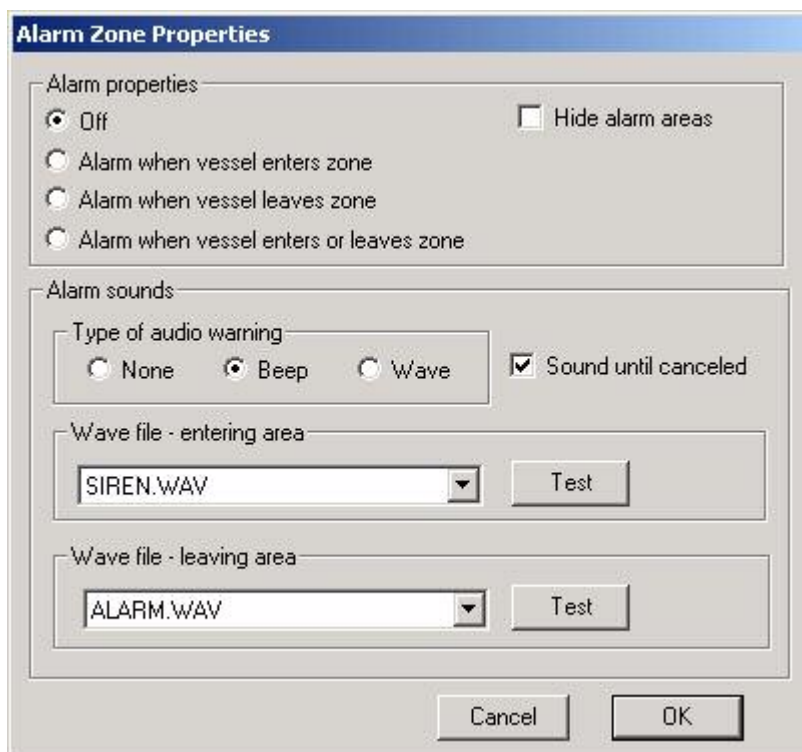 Alarm Zone Properties
Alarm properties
Off
Hide alarm areas
Alarm when vessel enters zone
Alarm when vessel leaves zone
Alarm when vessel enters or leaves zone
Alarm sounds
Type of audio warning
None Beep Wave
Sound until canceled
Wave file - entering area
SIREN.WAV
Test
Wave file - leaving area
ALARM.WAV
Test
Cancel OK